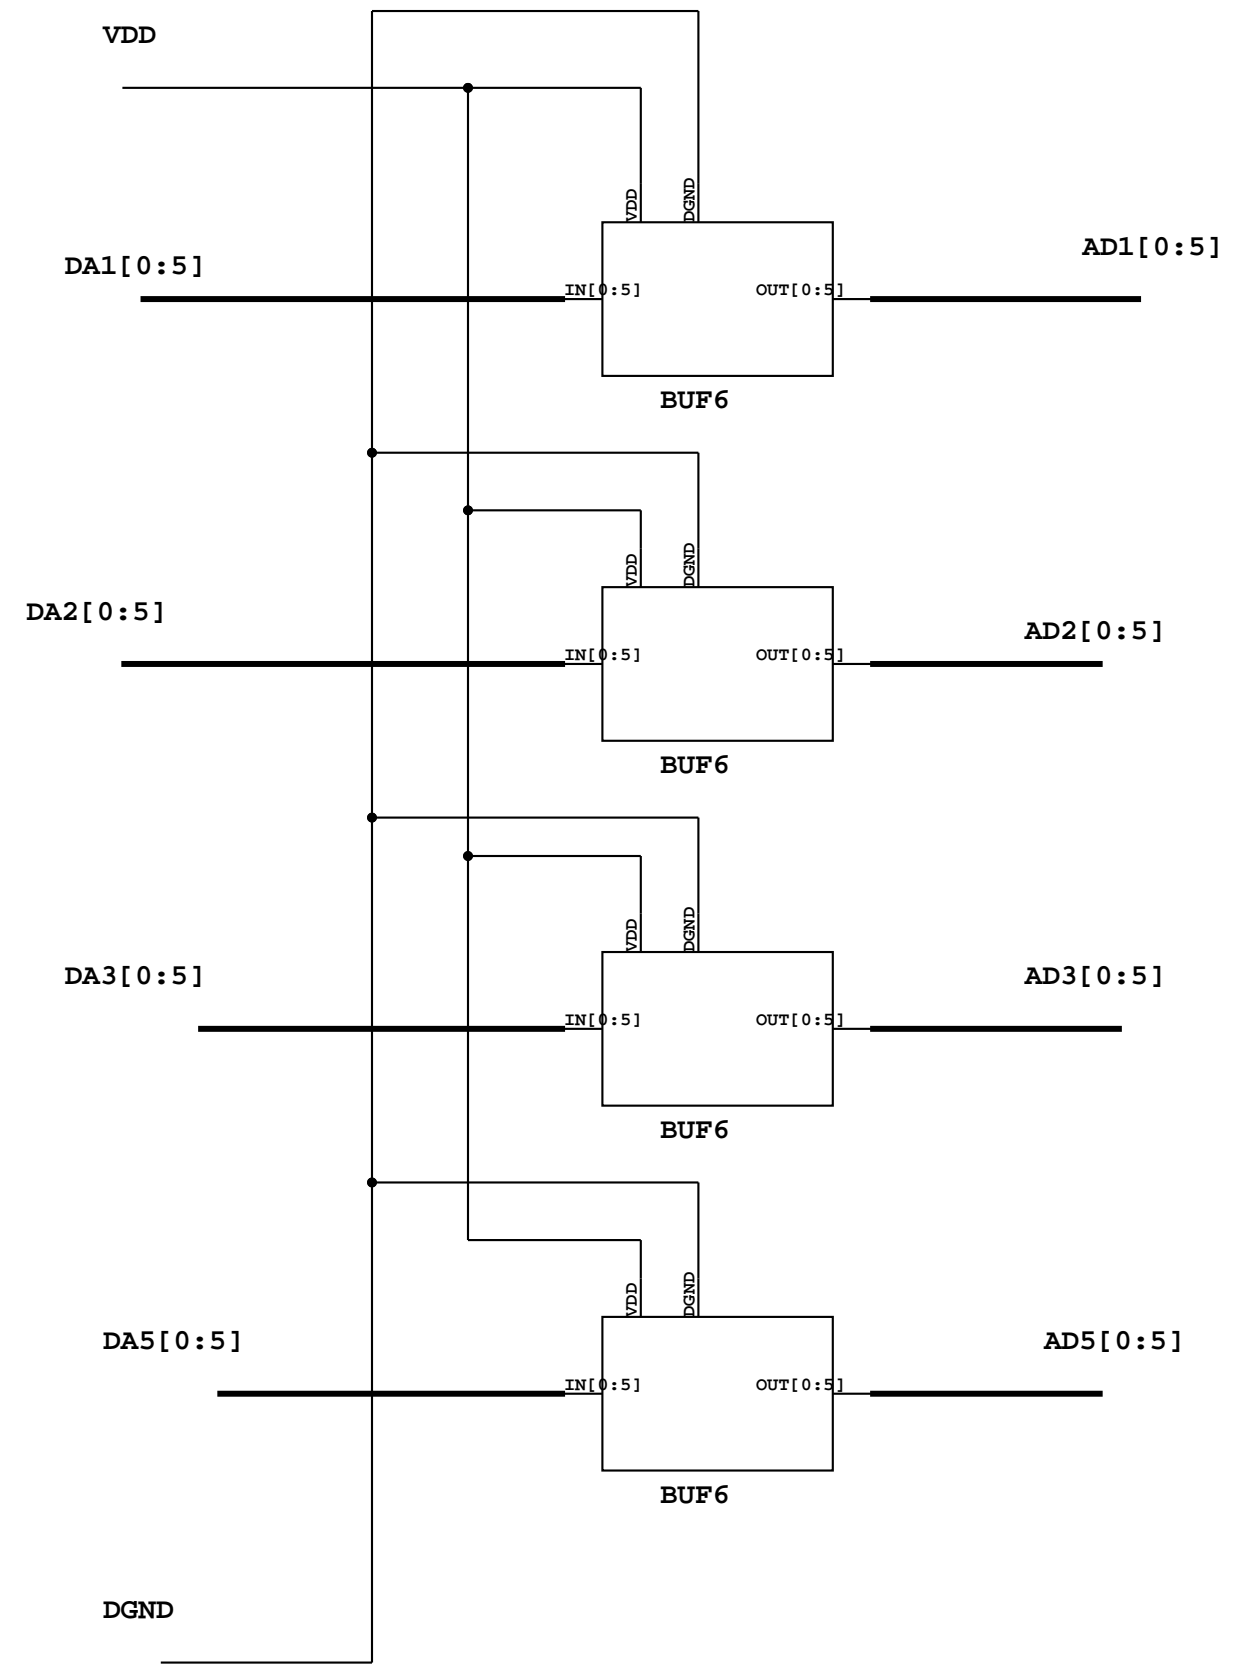 VDD
VDD DGND
DA1[0:5]
AD1[0:5]
IN[0:5] OUT[0:5]
BUF6
VDD DGND
DA2[0:5]
AD2[0:5]
IN[0:5] OUT[0:5]
BUF6
VDD DGND
DA3[0:5] AD3[0:5]
IN[0:5] OUT[0:5]
BUF6
VDD DGND
DA5[0:5] AD5[0:5]
IN[0:5] OUT[0:5]
BUF6
DGND